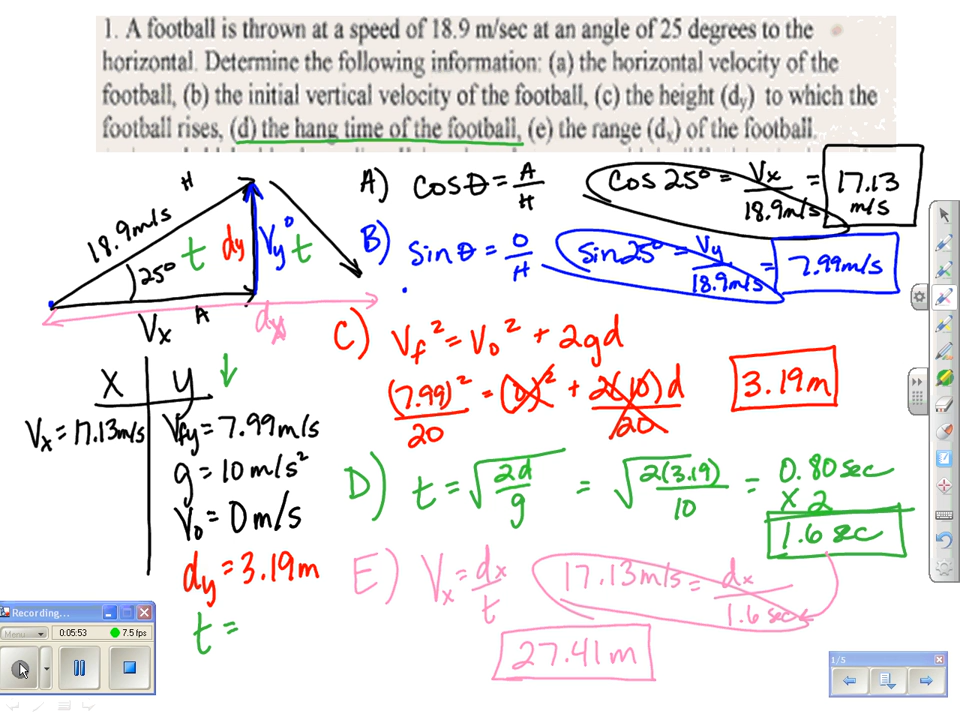 1. A football is thrown at a speed of 18.9 m/sec at an angle of 25 degrees to the
horizontal. Determine the following information: (a) the horizontal velocity of the
football, (b) the initial vertical velocity of the football, (c) the height (dy) to which the
football rises, (d) the hang time of the football, (e) the range (dx) of the football.
H
18.9 m/s
25°
t
dy
Vy
O
t
A
Vx
dx
A) cos θ = A/H
cos 25° = Vx/18.9m/s = 17.13 m/s
B) sin θ = O/H
sin 25° = Vy/18.9m/s = 7.99m/s
C) Vf² = Vo² + 2gd
(7.99)²/20 = (0)² + 2(10)d/20
3.19m
D) t = √2d/g = √2(3.19)/10 = 0.80 sec
x 2
1.6 sec
E) Vx = dx/t
17.13m/s = dx/1.6 sec
27.41m
X
y
Vx = 17.13m/s
Vfy = 7.99m/s
g = 10 m/s²
Vo = 0 m/s
dy = 3.19m
t =
Recording...
Menu...
0:05:53
7.5 fps
1/5